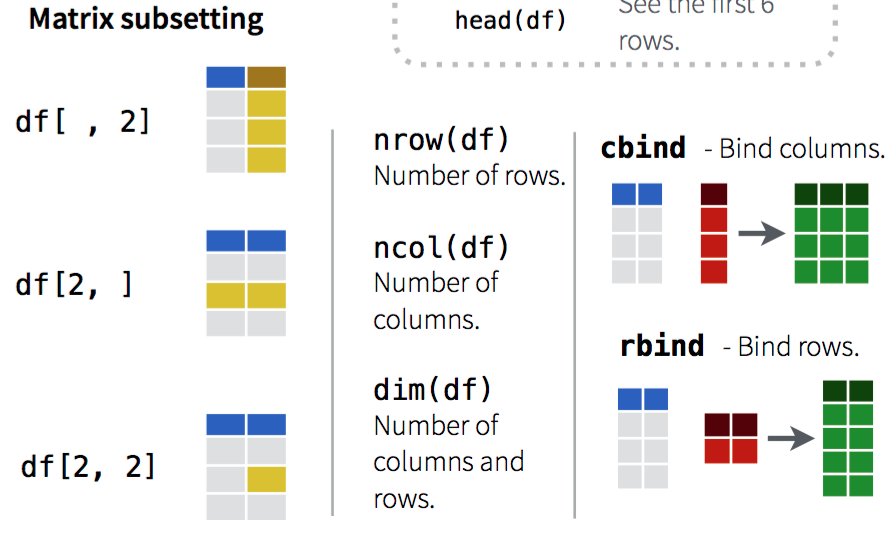 Matrix subsetting
df[ , 2]
df[2, ]
df[2, 2]
head(df)
See the first 6
rows.
nrow(df)
Number of rows.
ncol(df)
Number of
columns.
dim(df)
Number of
columns and
rows.
cbind - Bind columns.
rbind - Bind rows.